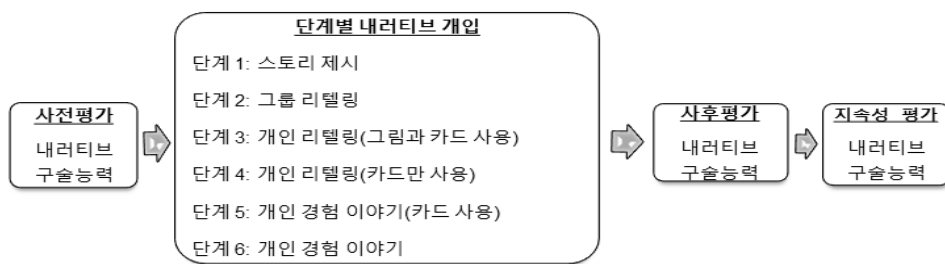 사전평가
내러티브
구술능력
단계별 내러티브 개입
단계 1: 스토리 제시
단계 2: 그룹 리텔링
단계 3: 개인 리텔링(그림과 카드 사용)
단계 4: 개인 리텔링(카드만 사용)
단계 5: 개인 경험 이야기(카드 사용)
단계 6: 개인 경험 이야기
사후평가
내러티브
구술능력
지속성 평가
내러티브
구술능력